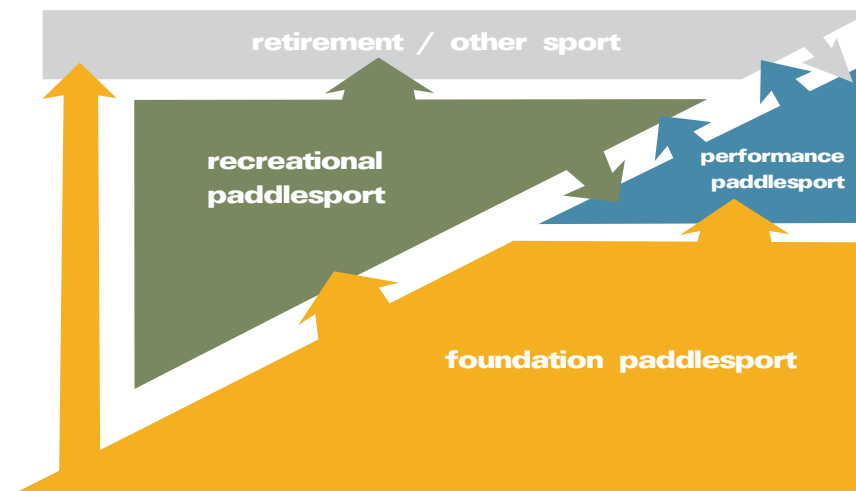 retirement / other sport
recreational
paddlesport
performance
paddlesport
foundation paddlesport